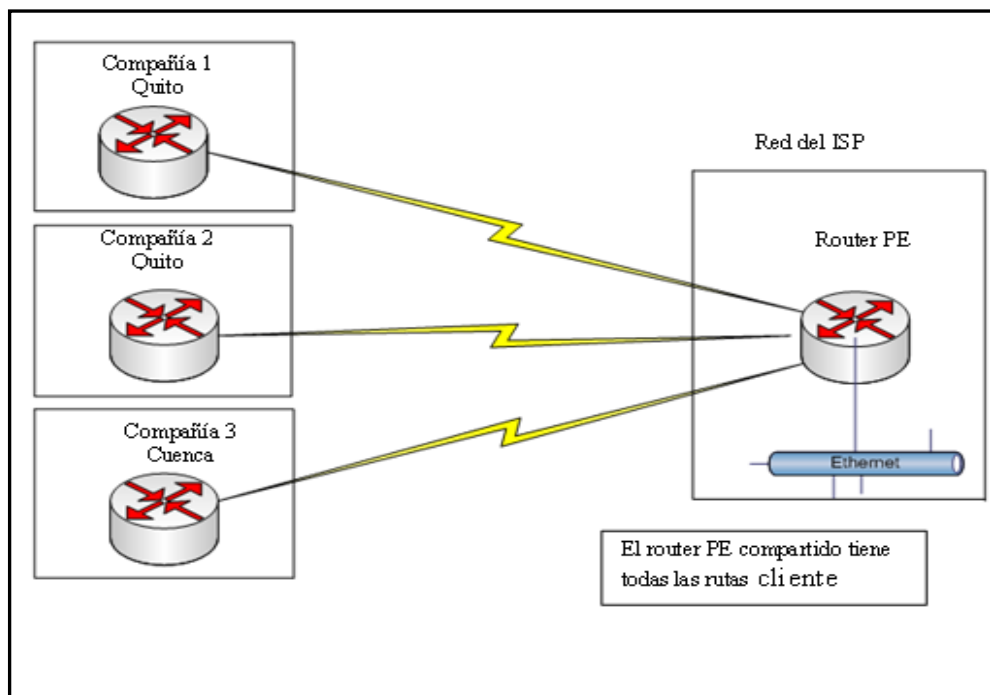 Compañía 1
Quito
Compañía 2
Quito
Compañía 3
Cuenca
Red del ISP
Router PE
Ethernet
El router PE compartido tiene
todas las rutas cliente